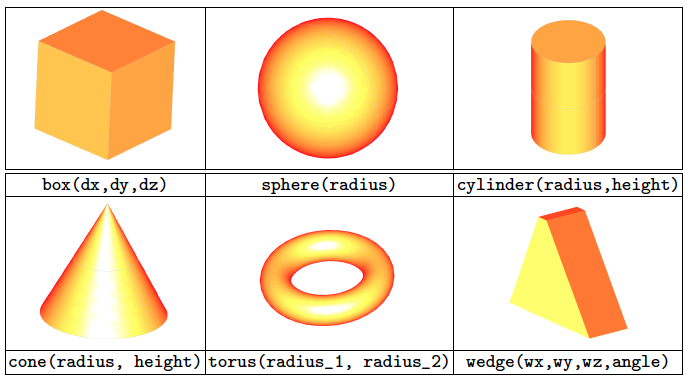 box(dx,dy,dz) sphere(radius) cylinder(radius,height)
cone(radius, height) torus(radius_1, radius_2) wedge(wx,wy,wz,angle)